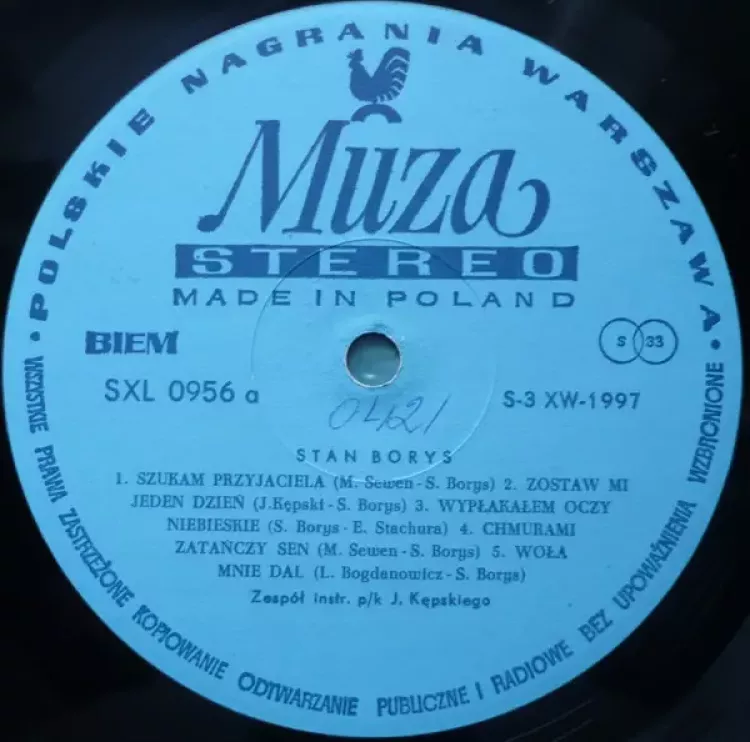 • POLSKIE NAGRANIA WARSZAWA •
Muza
STEREO
MADE IN POLAND
BIEM
S 33
SXL 0956 a
S-3 XW-1997
0421
STAN BORYS
1. SZUKAM PRZYJACIELA (M. Sewen - S. Borys) 2. ZOSTAW MI
JEDEN DZIEŃ (J. Kępski - S. Borys) 3. WYPŁAKAŁEM OCZY
NIEBIESKIE (S. Borys - E. Stachura) 4. CHMURAMI
ZATAŃCZY SEN (M. Sewen - S. Borys) 5. WOŁA
MNIE DAL (L. Bogdanowicz - S. Borys)
Zespół instr. p/k J. Kępskiego
WSZYSTKIE PRAWA ZASTRZEŻONE KOPIOWANIE ODTWARZANIE PUBLICZNE I RADIOWE BEZ UPOWAŻNIENIA WZBRONIONE